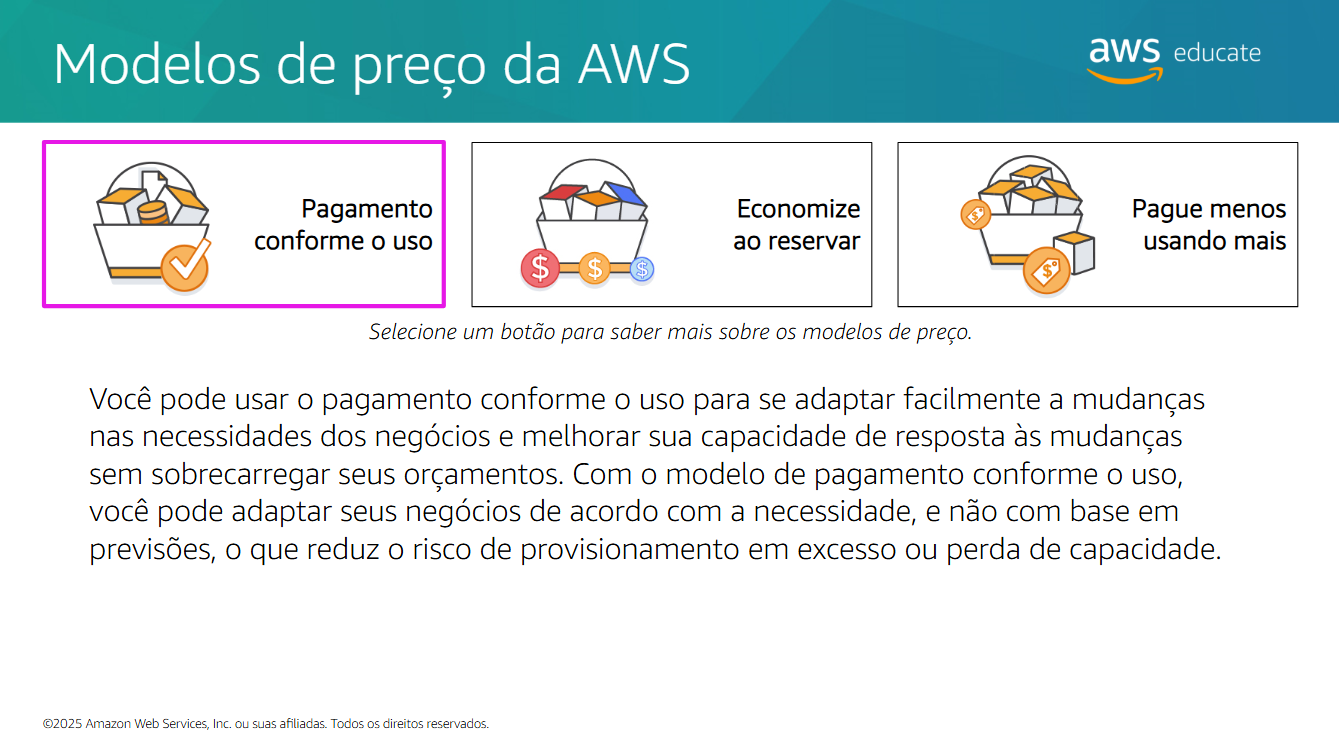 Modelos de preço da AWS
aws educate
Pagamento
conforme o uso
Economize
ao reservar
Pague menos
usando mais
Selecione um botão para saber mais sobre os modelos de preço.
Você pode usar o pagamento conforme o uso para se adaptar facilmente a mudanças
nas necessidades dos negócios e melhorar sua capacidade de resposta às mudanças
sem sobrecarregar seus orçamentos. Com o modelo de pagamento conforme o uso,
você pode adaptar seus negócios de acordo com a necessidade, e não com base em
previsões, o que reduz o risco de provisionamento em excesso ou perda de capacidade.
©2025 Amazon Web Services, Inc. ou suas afiliadas. Todos os direitos reservados.